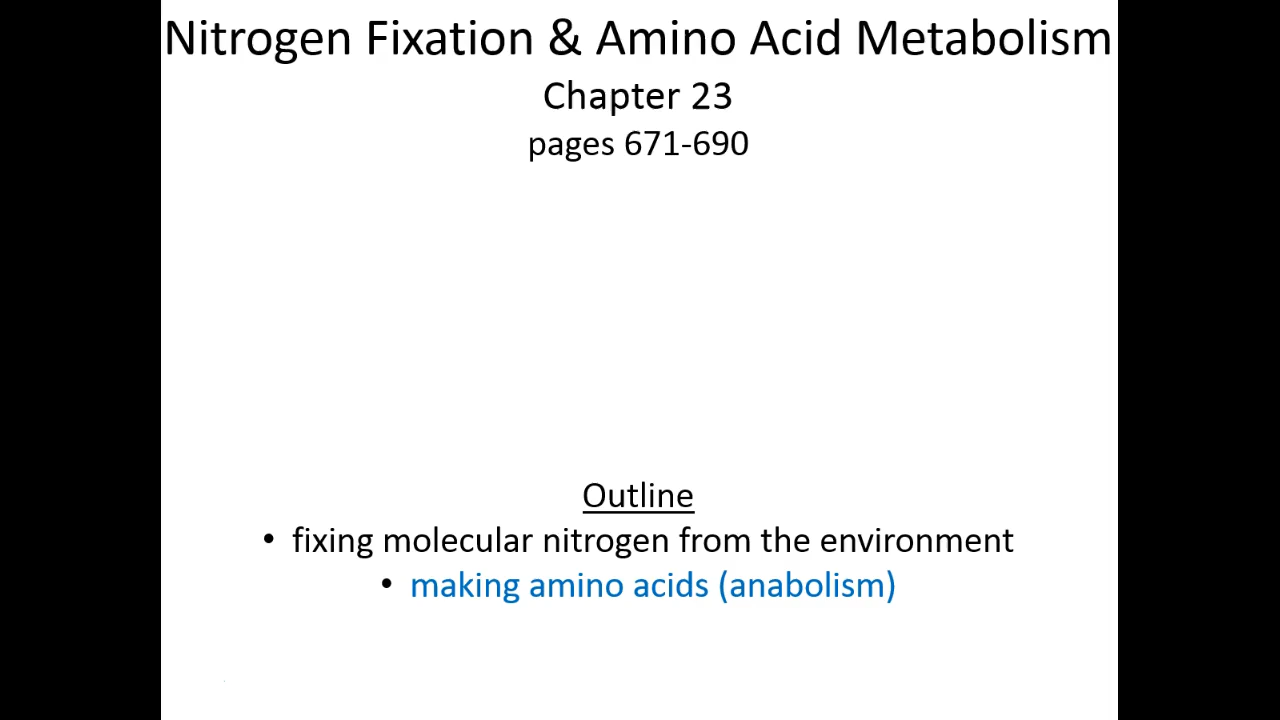 Nitrogen Fixation & Amino Acid Metabolism
Chapter 23
pages 671-690
Outline
• fixing molecular nitrogen from the environment
• making amino acids (anabolism)